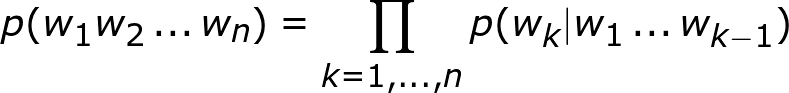 p(w₁w₂ ... wₙ) = ∏ p(wₖ|w₁ ... wₖ₋₁)
k=1,...,n